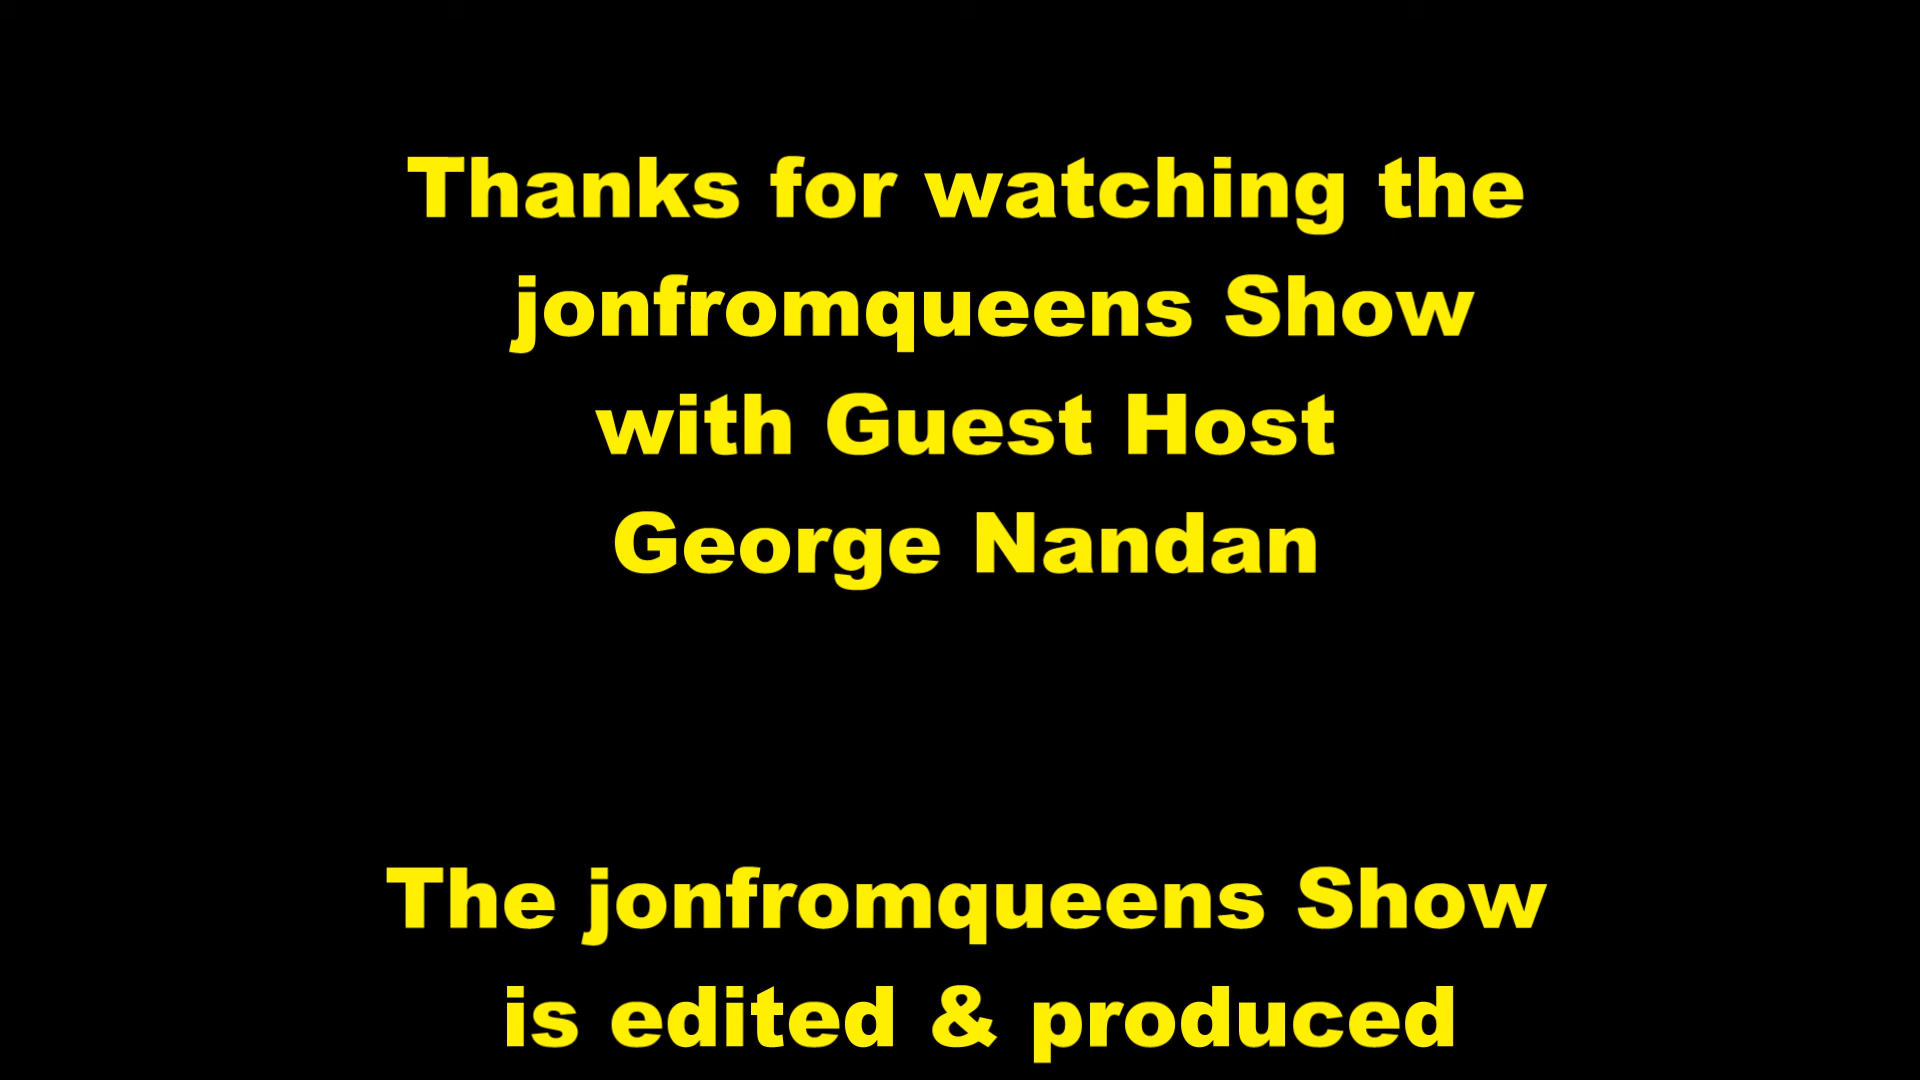 Thanks for watching the
jonfromqueens Show
with Guest Host
George Nandan
The jonfromqueens Show
is edited & produced